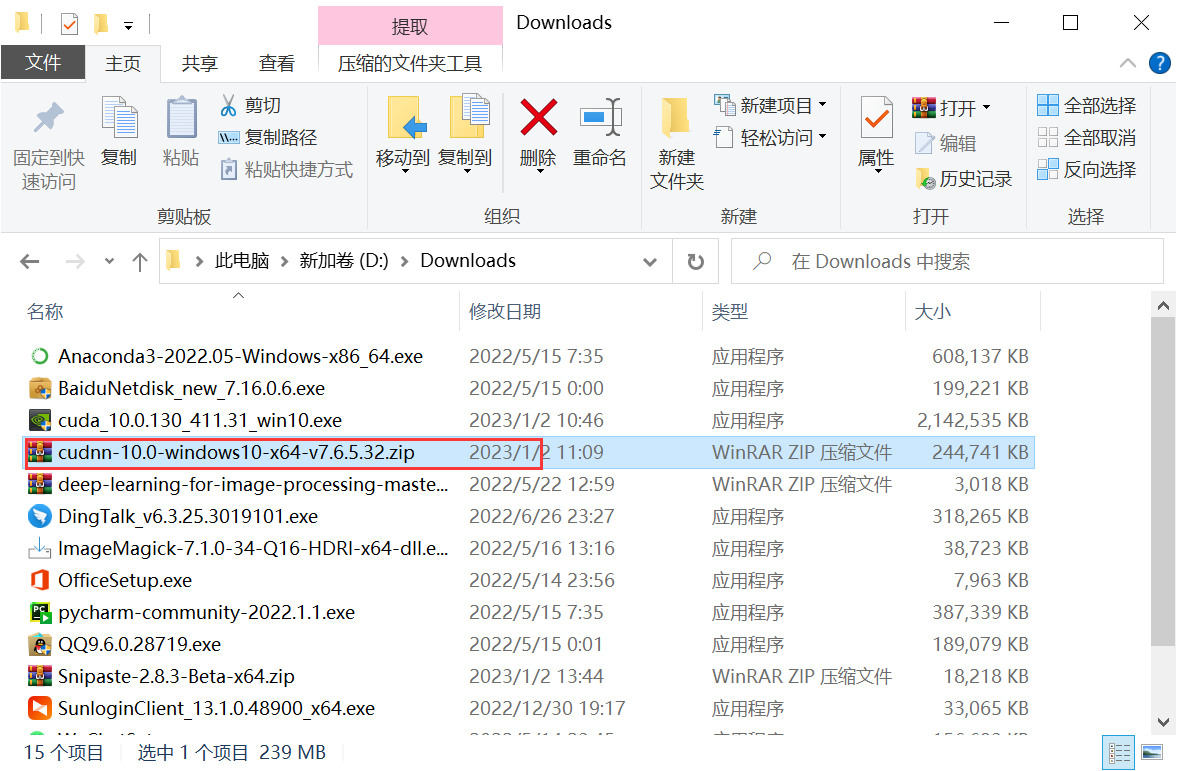 提取
Downloads
文件
主页
共享
查看
压缩的文件夹工具
固定到快
速访问
复制
粘贴
剪切
复制路径
粘贴快捷方式
移动到
复制到
删除
重命名
新建
文件夹
新建项目
轻松访问
属性
打开
编辑
历史记录
全部选择
全部取消
反向选择
剪贴板
组织
新建
打开
选择
此电脑 新加卷 (D:) Downloads
在 Downloads 中搜索
名称 修改日期 类型 大小
Anaconda3-2022.05-Windows-x86_64.exe 2022/5/15 7:35 应用程序 608,137 KB
BaiduNetdisk_new_7.16.0.6.exe 2022/5/15 0:00 应用程序 199,221 KB
cuda_10.0.130_411.31_win10.exe 2023/1/2 10:46 应用程序 2,142,535 KB
cudnn-10.0-windows10-x64-v7.6.5.32.zip 2023/1/2 11:09 WinRAR ZIP 压缩文件 244,741 KB
deep-learning-for-image-processing-maste... 2022/5/22 12:59 WinRAR ZIP 压缩文件 3,018 KB
DingTalk_v6.3.25.3019101.exe 2022/6/26 23:27 应用程序 318,265 KB
ImageMagick-7.1.0-34-Q16-HDRI-x64-dll.e... 2022/5/16 13:16 应用程序 38,723 KB
OfficeSetup.exe 2022/5/14 23:56 应用程序 7,963 KB
pycharm-community-2022.1.1.exe 2022/5/15 7:35 应用程序 387,339 KB
QQ9.6.0.28719.exe 2022/5/15 0:01 应用程序 189,079 KB
Snipaste-2.8.3-Beta-x64.zip 2023/1/2 13:44 WinRAR ZIP 压缩文件 18,218 KB
SunloginClient_13.1.0.48900_x64.exe 2022/12/30 19:17 应用程序 33,065 KB
15 个项目 选中 1 个项目 239 MB